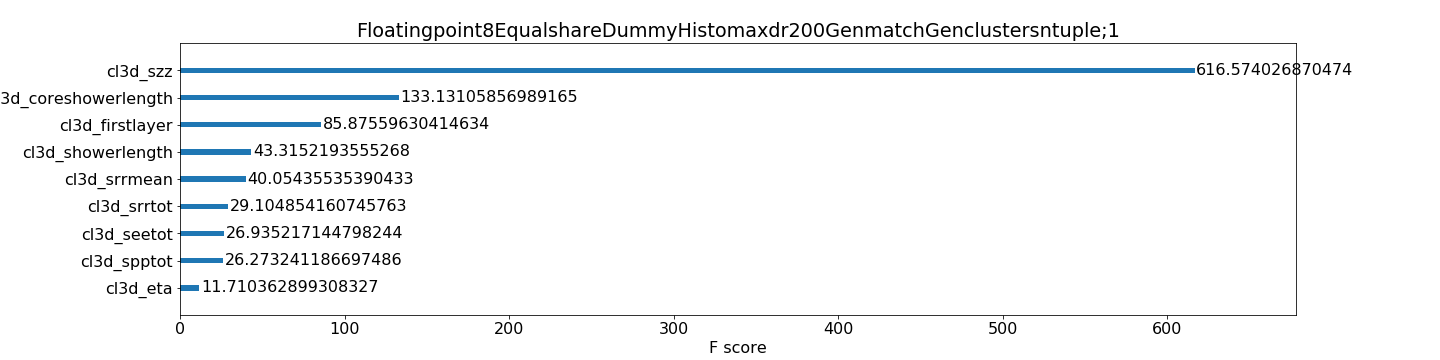 Floatingpoint8EqualshareDummyHistomaxdr200GenmatchGenclustersntuple;1
cl3d_szz 616.574026870474
3d_coreshowerlength 133.13105856989165
cl3d_firstlayer 85.87559630414634
cl3d_showerlength 43.3152193555268
cl3d_srrmean 40.05435535390433
cl3d_srrtot 29.104854160745763
cl3d_seetot 26.935217144798244
cl3d_spptot 26.273241186697486
cl3d_eta 11.710362899308327
0 100 200 300 400 500 600
F score